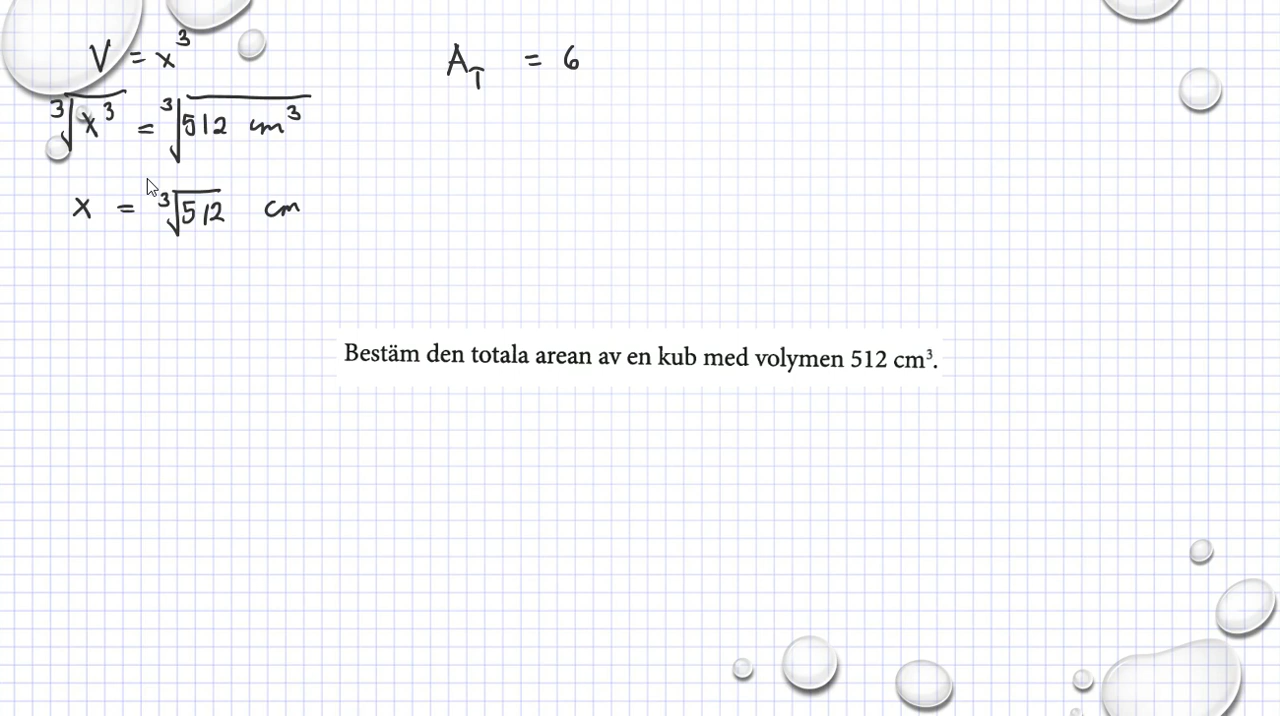 V = x³
∛x³ = ∛512 cm³
x = ∛512 cm
A_T = 6
Bestäm den totala arean av en kub med volymen 512 cm³.